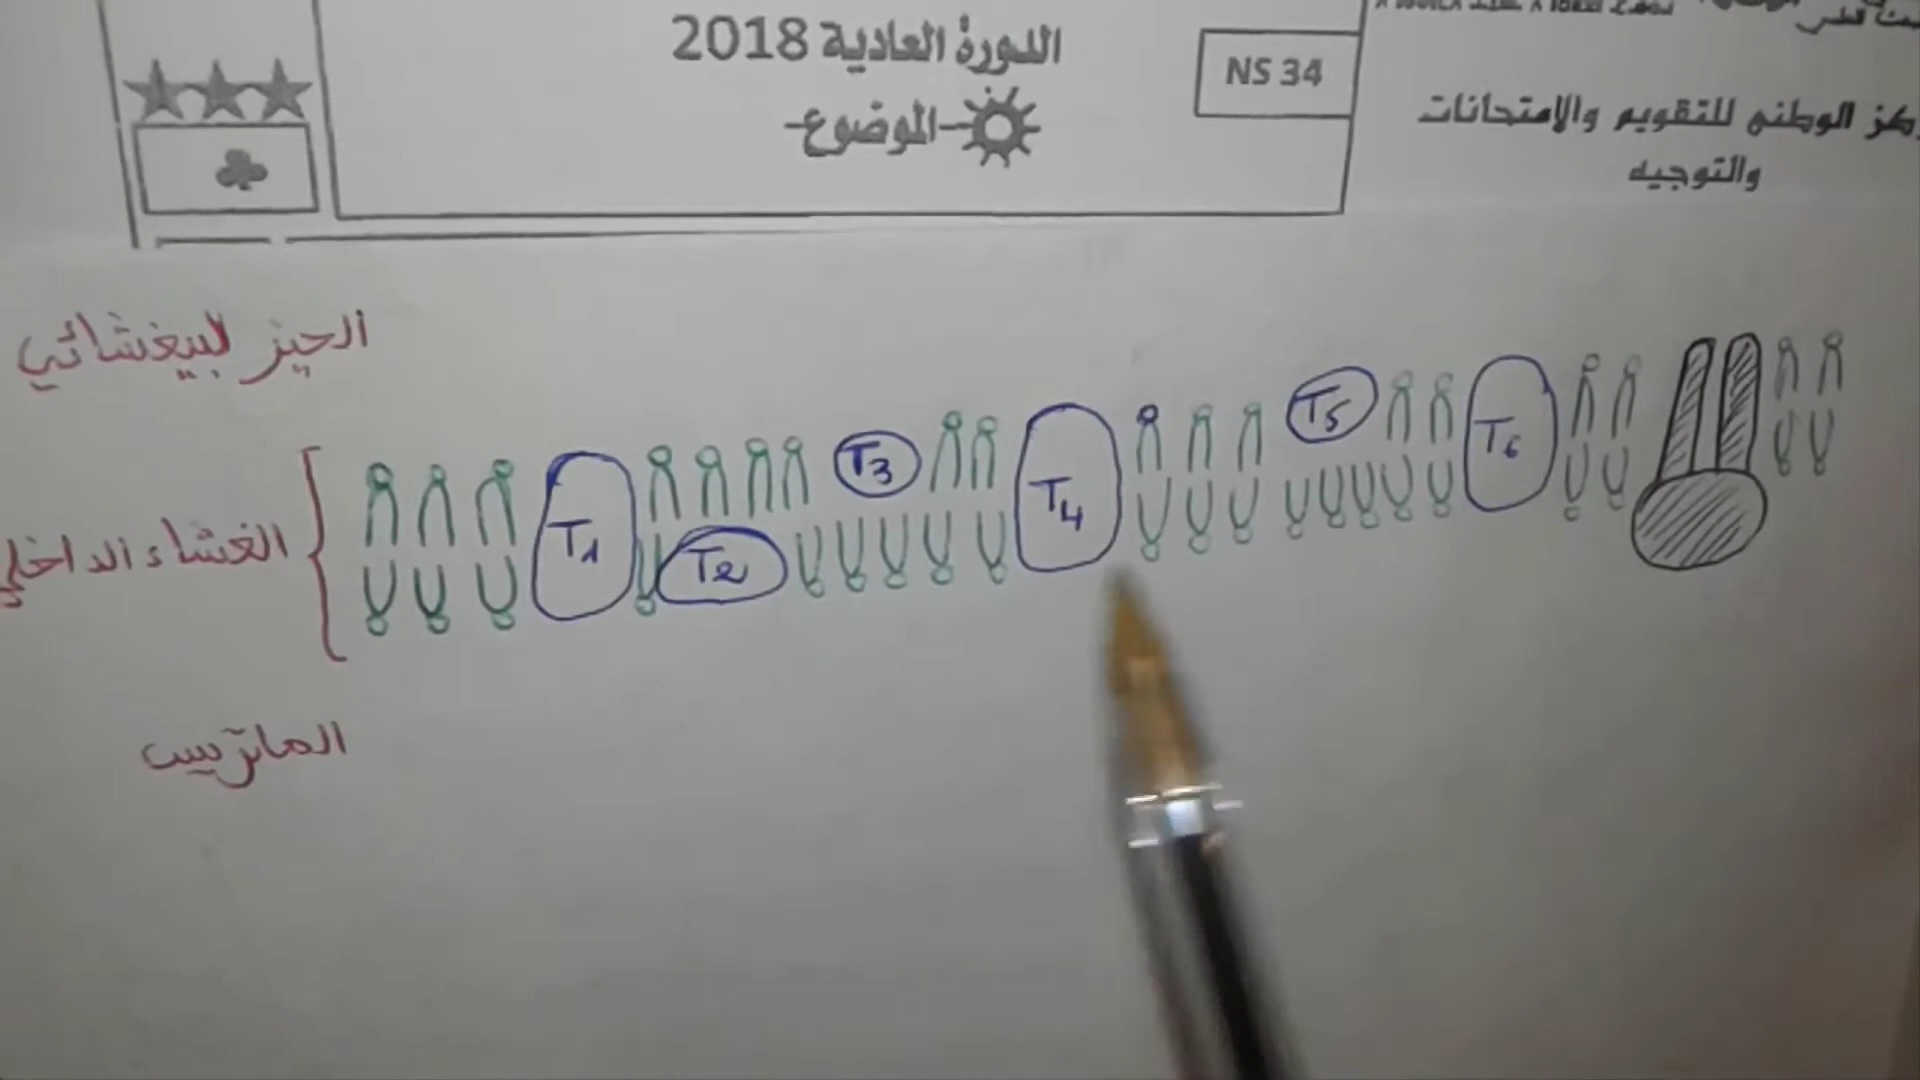 الدورة العادية 2018
-الموضوع-
NS 34
المركز الوطني للتقويم والامتحانات
والتوجيه
الحيز البيغشائي
الغشاء الداخلي
T1
T2
T3
T4
T5
T6
الماتريس